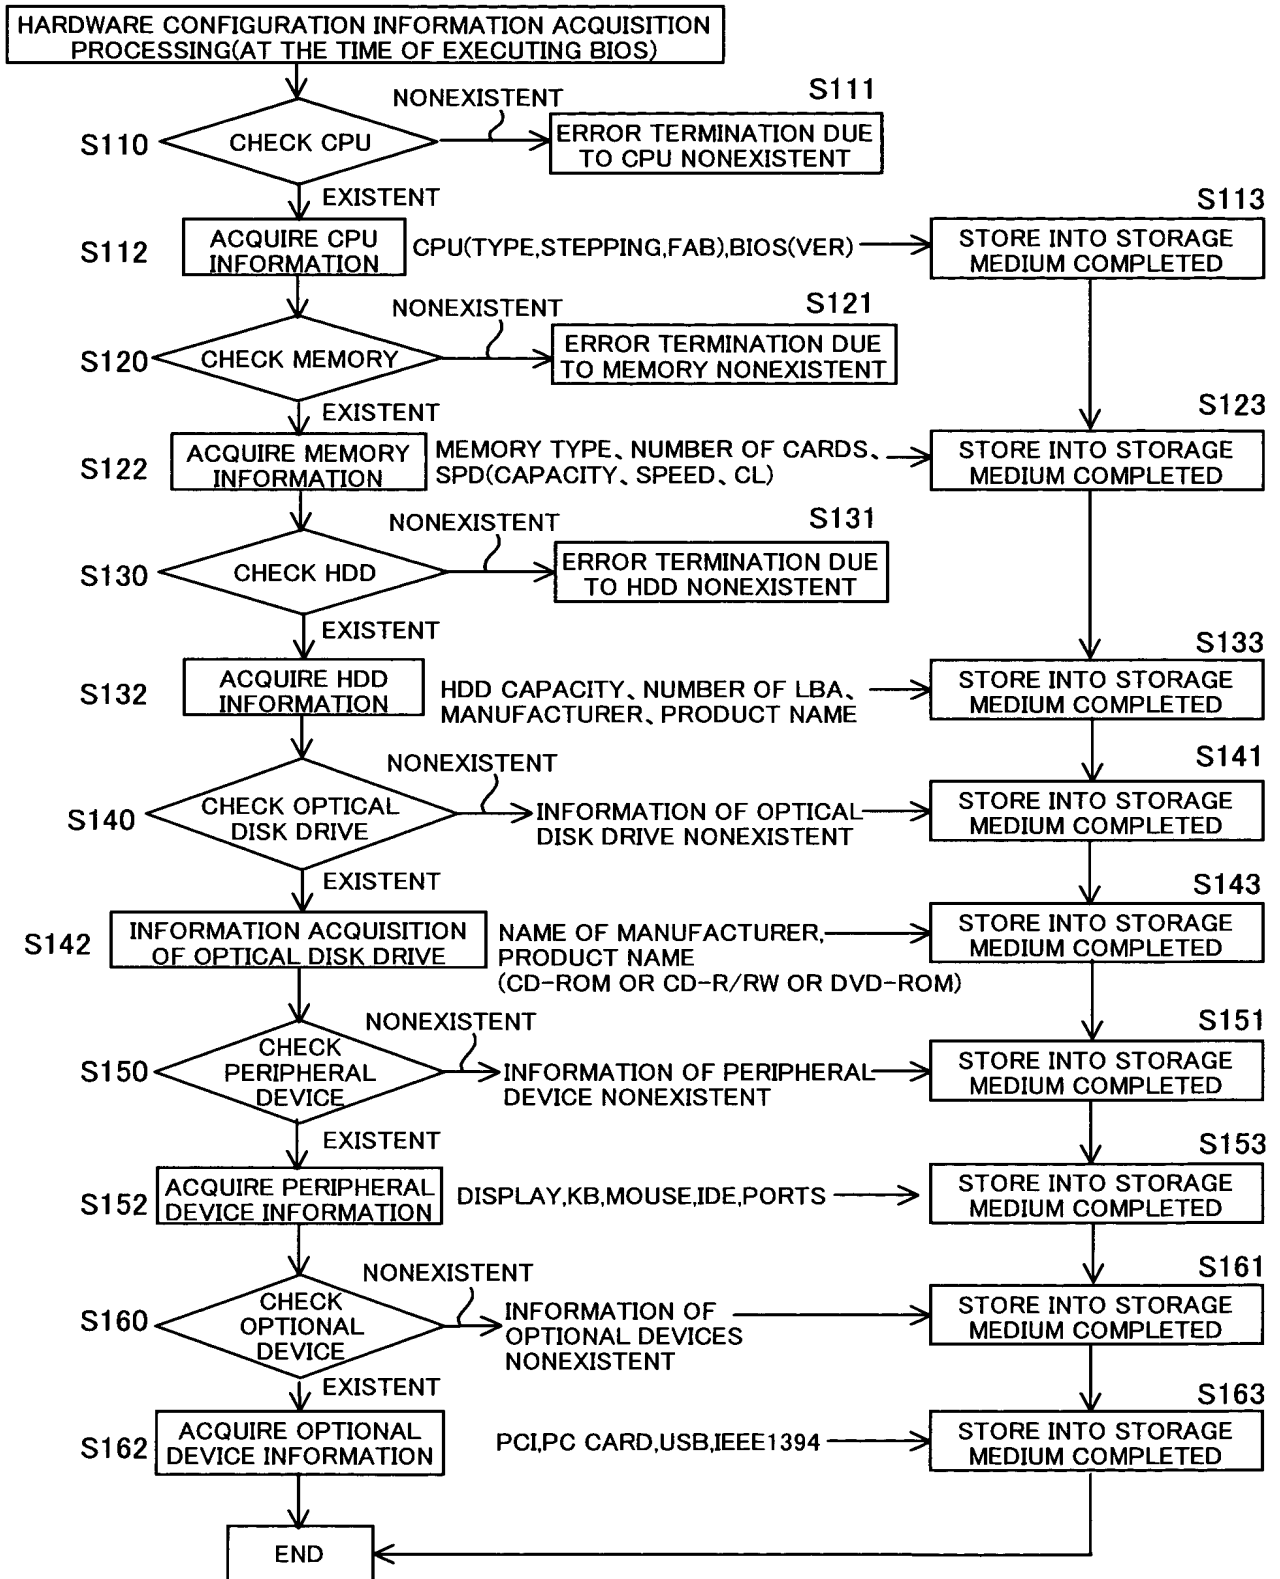 HARDWARE CONFIGURATION INFORMATION ACQUISITION
PROCESSING(AT THE TIME OF EXECUTING BIOS)
S110
CHECK CPU
NONEXISTENT
S111
ERROR TERMINATION DUE
TO CPU NONEXISTENT
EXISTENT
S112
ACQUIRE CPU
INFORMATION
CPU(TYPE,STEPPING,FAB),BIOS(VER)
S113
STORE INTO STORAGE
MEDIUM COMPLETED
S120
CHECK MEMORY
NONEXISTENT
S121
ERROR TERMINATION DUE
TO MEMORY NONEXISTENT
EXISTENT
S122
ACQUIRE MEMORY
INFORMATION
MEMORY TYPE、NUMBER OF CARDS、
SPD(CAPACITY、SPEED、CL)
S123
STORE INTO STORAGE
MEDIUM COMPLETED
S130
CHECK HDD
NONEXISTENT
S131
ERROR TERMINATION DUE
TO HDD NONEXISTENT
EXISTENT
S132
ACQUIRE HDD
INFORMATION
HDD CAPACITY、NUMBER OF LBA、
MANUFACTURER、PRODUCT NAME
S133
STORE INTO STORAGE
MEDIUM COMPLETED
S140
CHECK OPTICAL
DISK DRIVE
NONEXISTENT
INFORMATION OF OPTICAL
DISK DRIVE NONEXISTENT
S141
STORE INTO STORAGE
MEDIUM COMPLETED
EXISTENT
S142
INFORMATION ACQUISITION
OF OPTICAL DISK DRIVE
NAME OF MANUFACTURER,
PRODUCT NAME
(CD-ROM OR CD-R/RW OR DVD-ROM)
S143
STORE INTO STORAGE
MEDIUM COMPLETED
S150
CHECK
PERIPHERAL
DEVICE
NONEXISTENT
INFORMATION OF PERIPHERAL
DEVICE NONEXISTENT
S151
STORE INTO STORAGE
MEDIUM COMPLETED
EXISTENT
S152
ACQUIRE PERIPHERAL
DEVICE INFORMATION
DISPLAY,KB,MOUSE,IDE,PORTS
S153
STORE INTO STORAGE
MEDIUM COMPLETED
S160
CHECK
OPTIONAL
DEVICE
NONEXISTENT
INFORMATION OF
OPTIONAL DEVICES
NONEXISTENT
S161
STORE INTO STORAGE
MEDIUM COMPLETED
EXISTENT
S162
ACQUIRE OPTIONAL
DEVICE INFORMATION
PCI,PC CARD,USB,IEEE1394
S163
STORE INTO STORAGE
MEDIUM COMPLETED
END